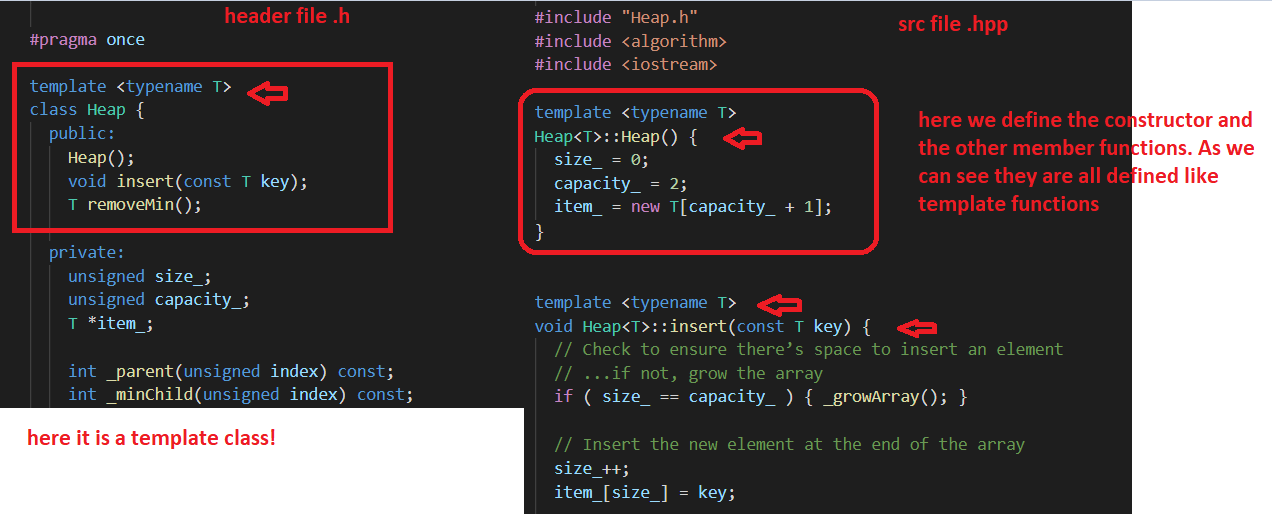 header file .h
#pragma once
template <typename T>
class Heap {
public:
Heap();
void insert(const T key);
T removeMin();
private:
unsigned size_;
unsigned capacity_;
T *item_;
int _parent(unsigned index) const;
int _minChild(unsigned index) const;
here it is a template class!
#include "Heap.h"
#include <algorithm>
#include <iostream>
src file .hpp
template <typename T>
Heap<T>::Heap() {
size_ = 0;
capacity_ = 2;
item_ = new T[capacity_ + 1];
}
here we define the constructor and
the other member functions. As we
can see they are all defined like
template functions
template <typename T>
void Heap<T>::insert(const T key) {
// Check to ensure there’s space to insert an element
// ...if not, grow the array
if ( size_ == capacity_ ) { _growArray(); }
// Insert the new element at the end of the array
size_++;
item_[size_] = key;